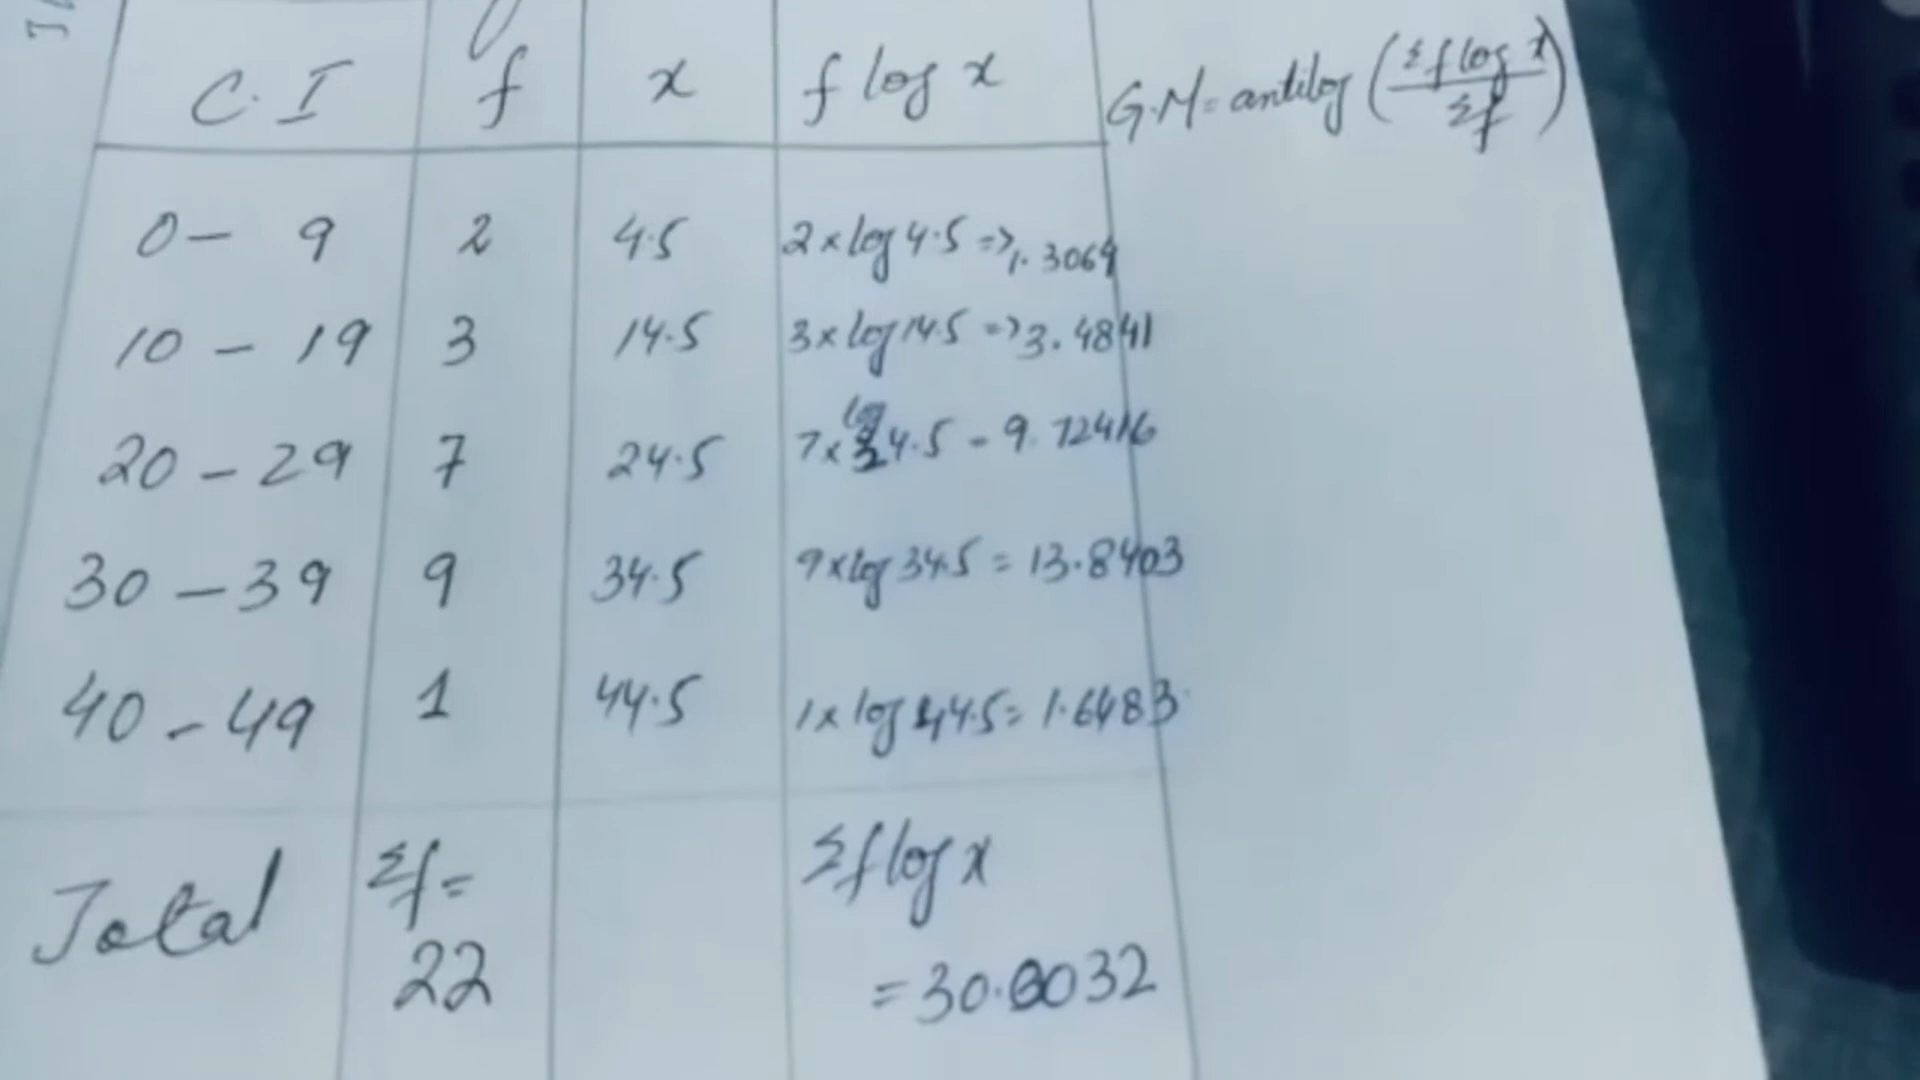 C.I f x f log x G.M = antilog (Σf log x / Σf)
0 - 9 2 4.5 2 x log 4.5 => 1.3064
10 - 19 3 14.5 3 x log 14.5 => 3.4841
20 - 29 7 24.5 7 x log 24.5 = 9.72416
30 - 39 9 34.5 9 x log 34.5 = 13.8403
40 - 49 1 44.5 1 x log 44.5 = 1.6483
Total Σf = Σf log x
22 = 30.0032